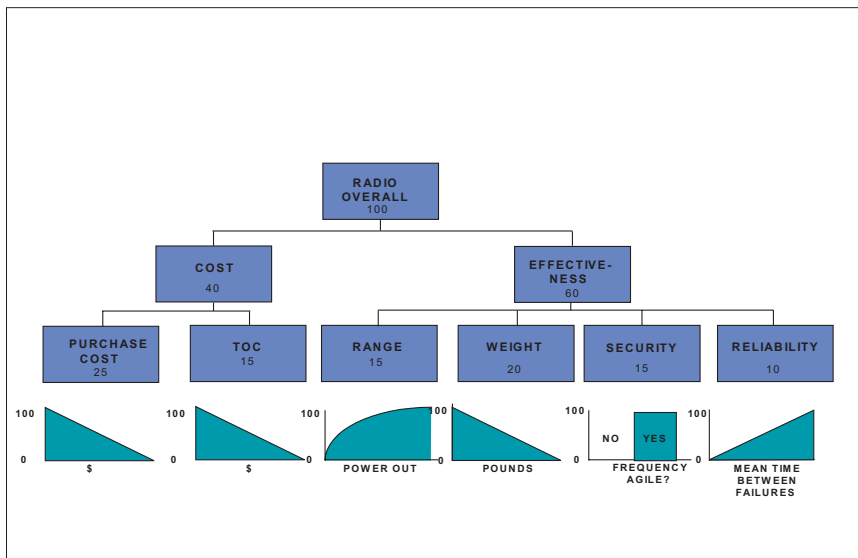 RADIO
OVERALL
100
COST
40
EFFECTIVE-
NESS
60
PURCHASE
COST
25
TOC
15
RANGE
15
WEIGHT
20
SECURITY
15
RELIABILITY
10
100
0
$
100
0
$
100
0
POWER OUT
100
0
POUNDS
100
0
NO
YES
FREQUENCY
AGILE?
100
0
MEAN TIME
BETWEEN
FAILURES